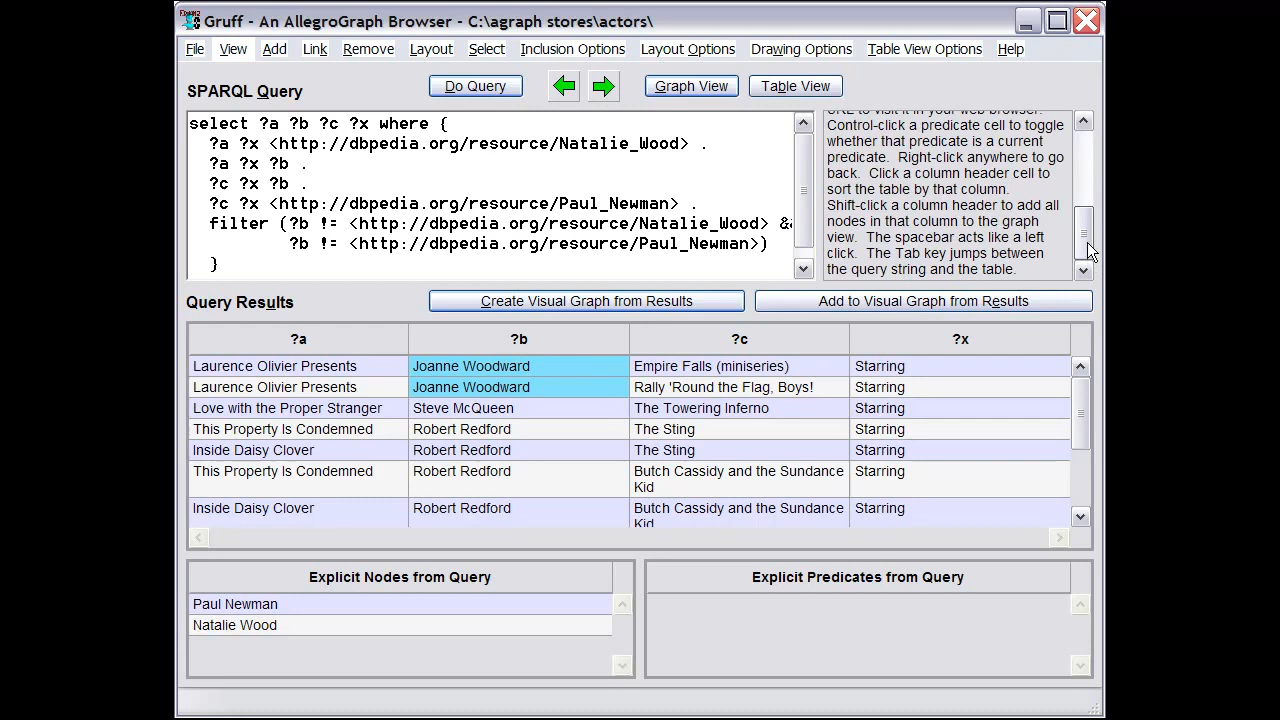 Gruff - An AllegroGraph Browser - C:\agraph stores\actors\
File View Add Link Remove Layout Select Inclusion Options Layout Options Drawing Options Table View Options Help
SPARQL Query Do Query Graph View Table View
select ?a ?b ?c ?x where {
?a ?x <http://dbpedia.org/resource/Natalie_Wood> .
?a ?x ?b .
?c ?x ?b .
?c ?x <http://dbpedia.org/resource/Paul_Newman> .
filter (?b != <http://dbpedia.org/resource/Natalie_Wood> &&
?b != <http://dbpedia.org/resource/Paul_Newman>)
}
URL to visit it in your web browser.
Control-click a predicate cell to toggle
whether that predicate is a current
predicate. Right-click anywhere to go
back. Click a column header cell to
sort the table by that column.
Shift-click a column header to add all
nodes in that column to the graph
view. The spacebar acts like a left
click. The Tab key jumps between
the query string and the table.
Query Results Create Visual Graph from Results Add to Visual Graph from Results
?a ?b ?c ?x
Laurence Olivier Presents Joanne Woodward Empire Falls (miniseries) Starring
Laurence Olivier Presents Joanne Woodward Rally 'Round the Flag, Boys! Starring
Love with the Proper Stranger Steve McQueen The Towering Inferno Starring
This Property Is Condemned Robert Redford The Sting Starring
Inside Daisy Clover Robert Redford The Sting Starring
This Property Is Condemned Robert Redford Butch Cassidy and the Sundance Starring
Kid
Inside Daisy Clover Robert Redford Butch Cassidy and the Sundance Starring
Kid
Explicit Nodes from Query Explicit Predicates from Query
Paul Newman
Natalie Wood